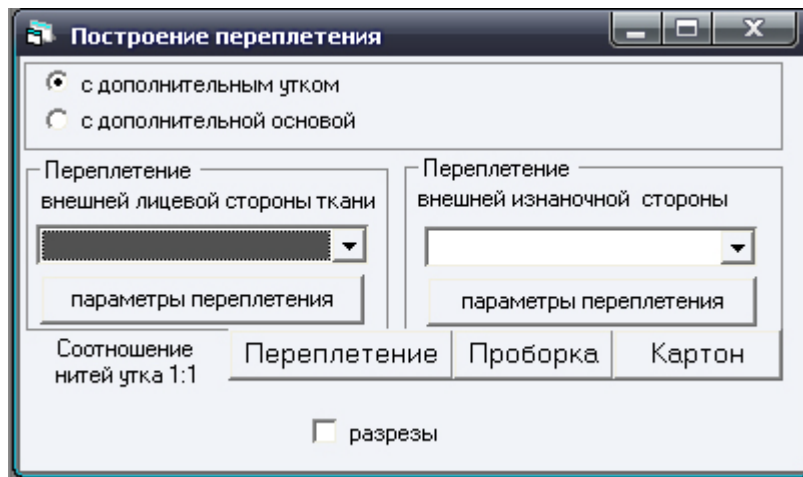 Построение переплетения
с дополнительным утком
с дополнительной основой
Переплетение
внешней лицевой стороны ткани
параметры переплетения
Переплетение
внешней изнаночной стороны
параметры переплетения
Соотношение
нитей утка 1:1
Переплетение
Проборка
Картон
разрезы